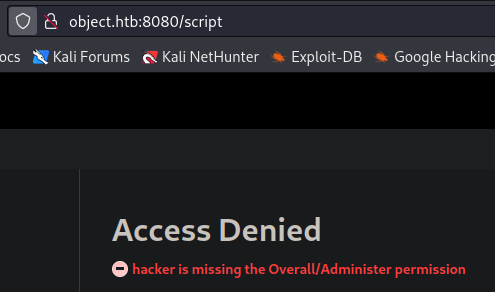 object.htb:8080/script
ocs Kali Forums Kali NetHunter Exploit-DB Google Hacking
Access Denied
hacker is missing the Overall/Administer permission